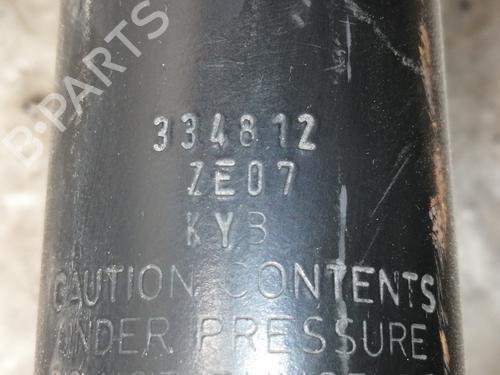 B-PARTS
334812
ZE07
KYB
CAUTION CONTENTS
UNDER PRESSURE